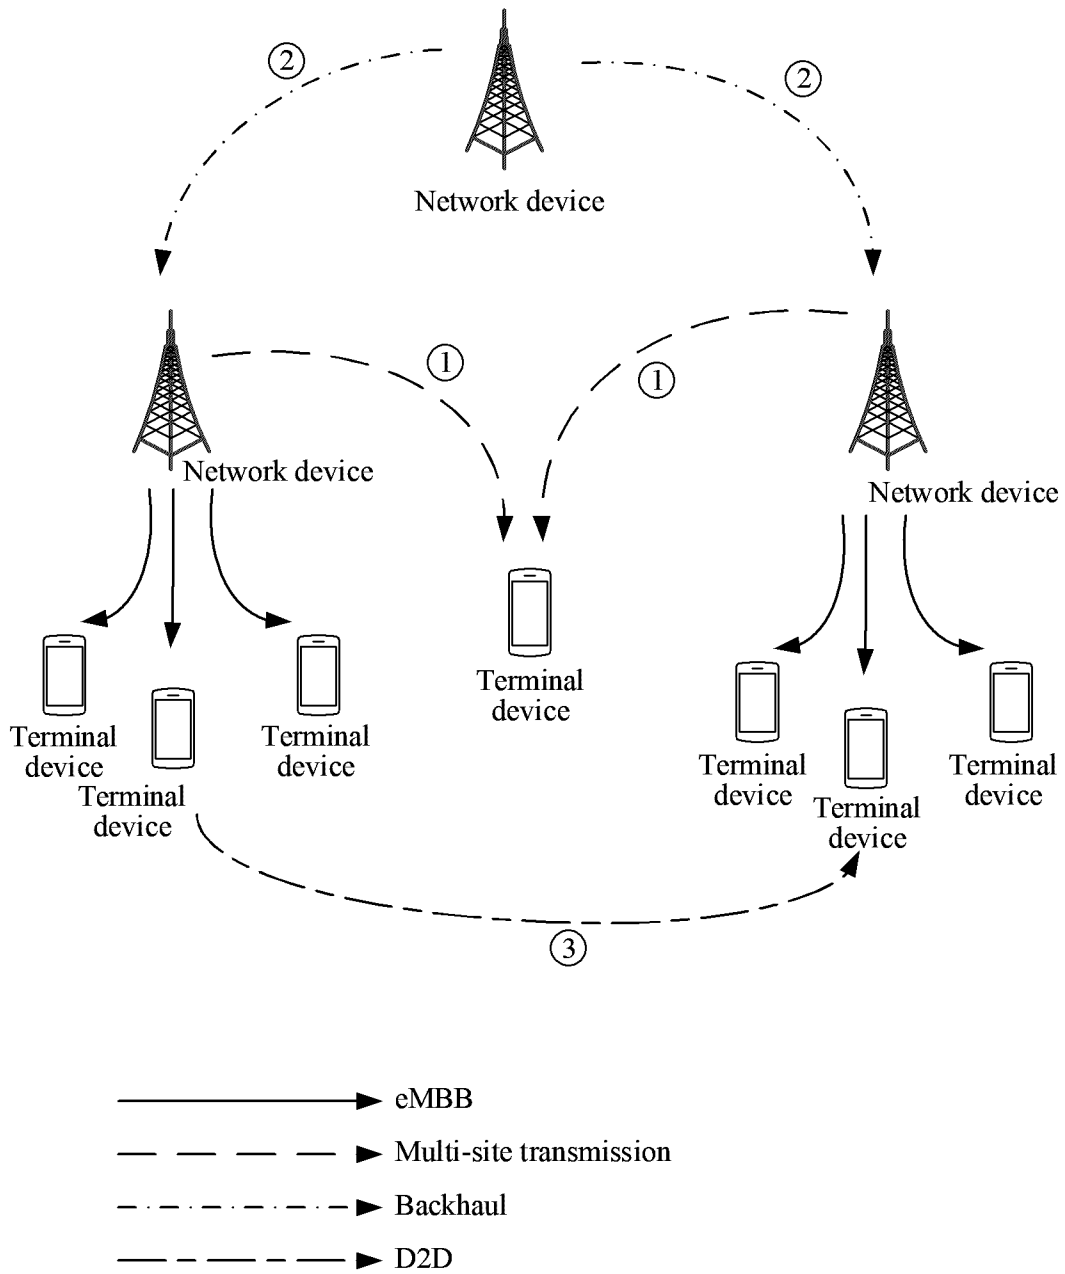 ②
②
Network device
①
①
Network device
Network device
Terminal
device
Terminal
device
Terminal
device
Terminal
device
Terminal
device
Terminal
device
Terminal
device
③
eMBB
Multi-site transmission
Backhaul
D2D